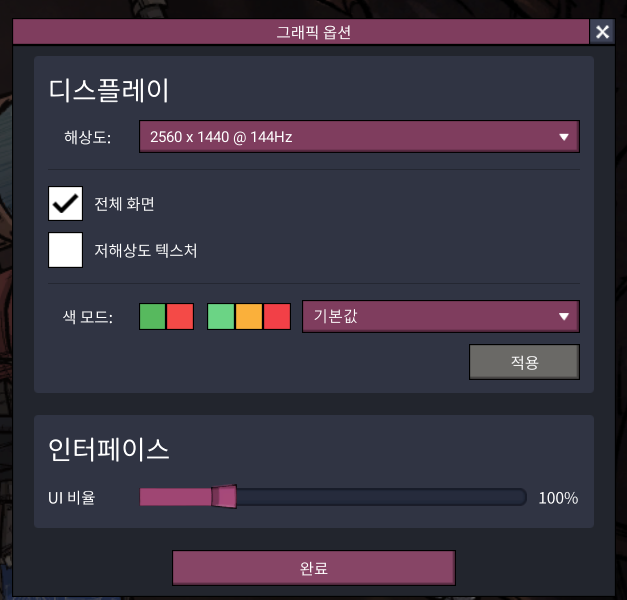 그래픽 옵션
디스플레이
해상도: 2560 x 1440 @ 144Hz
전체 화면
저해상도 텍스처
색 모드: 기본값
적용
인터페이스
UI 비율 100%
완료